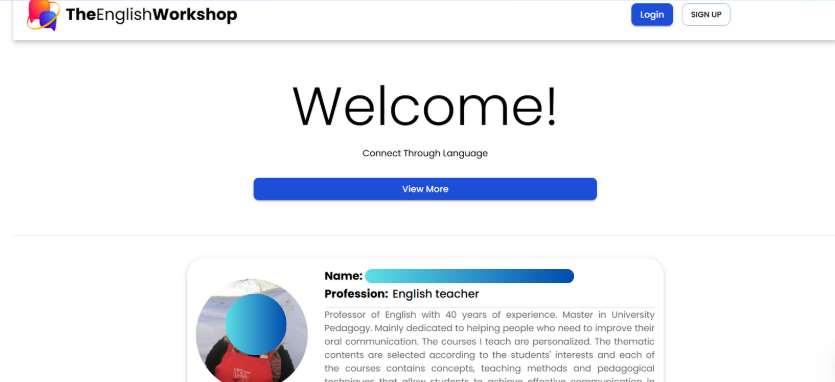 TheEnglishWorkshop
Login
SIGN UP
Welcome!
Connect Through Language
View More
Name:
Profession: English teacher
Professor of English with 40 years of experience. Master in University
Pedagogy. Mainly dedicated to helping people who need to improve their
oral communication. The courses I teach are personalized. The thematic
contents are selected according to the students' interests and each of
the courses contains concepts, teaching methods and pedagogical
techniques that allow students to achieve effective communication in